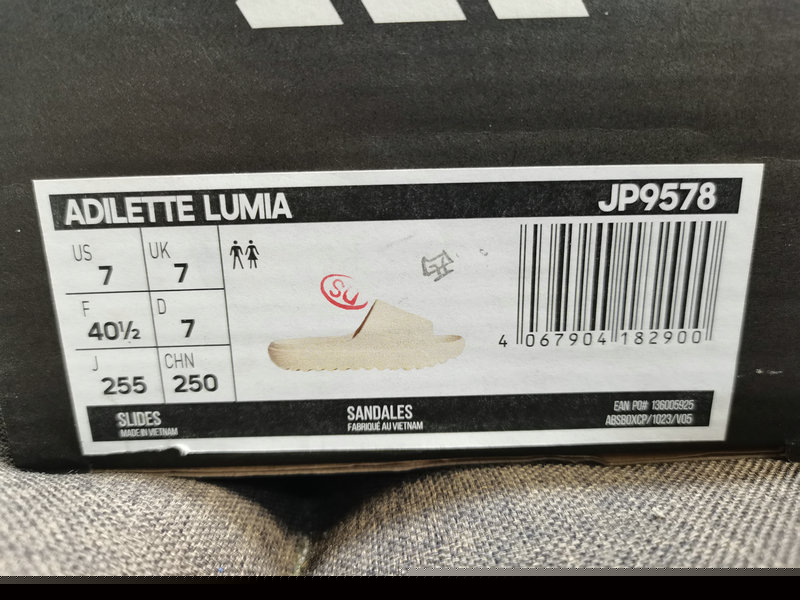 ADILETTE LUMIA JP9578
US 7 UK 7
F 40½ D 7
J 255 CHN 250
DS
4 067904 182900
SLIDES
MADE IN VIETNAM
SANDALES
FABRIQUÉ AU VIETNAM
EAN PO# 136005925
ABSBOXCP/1023/V05